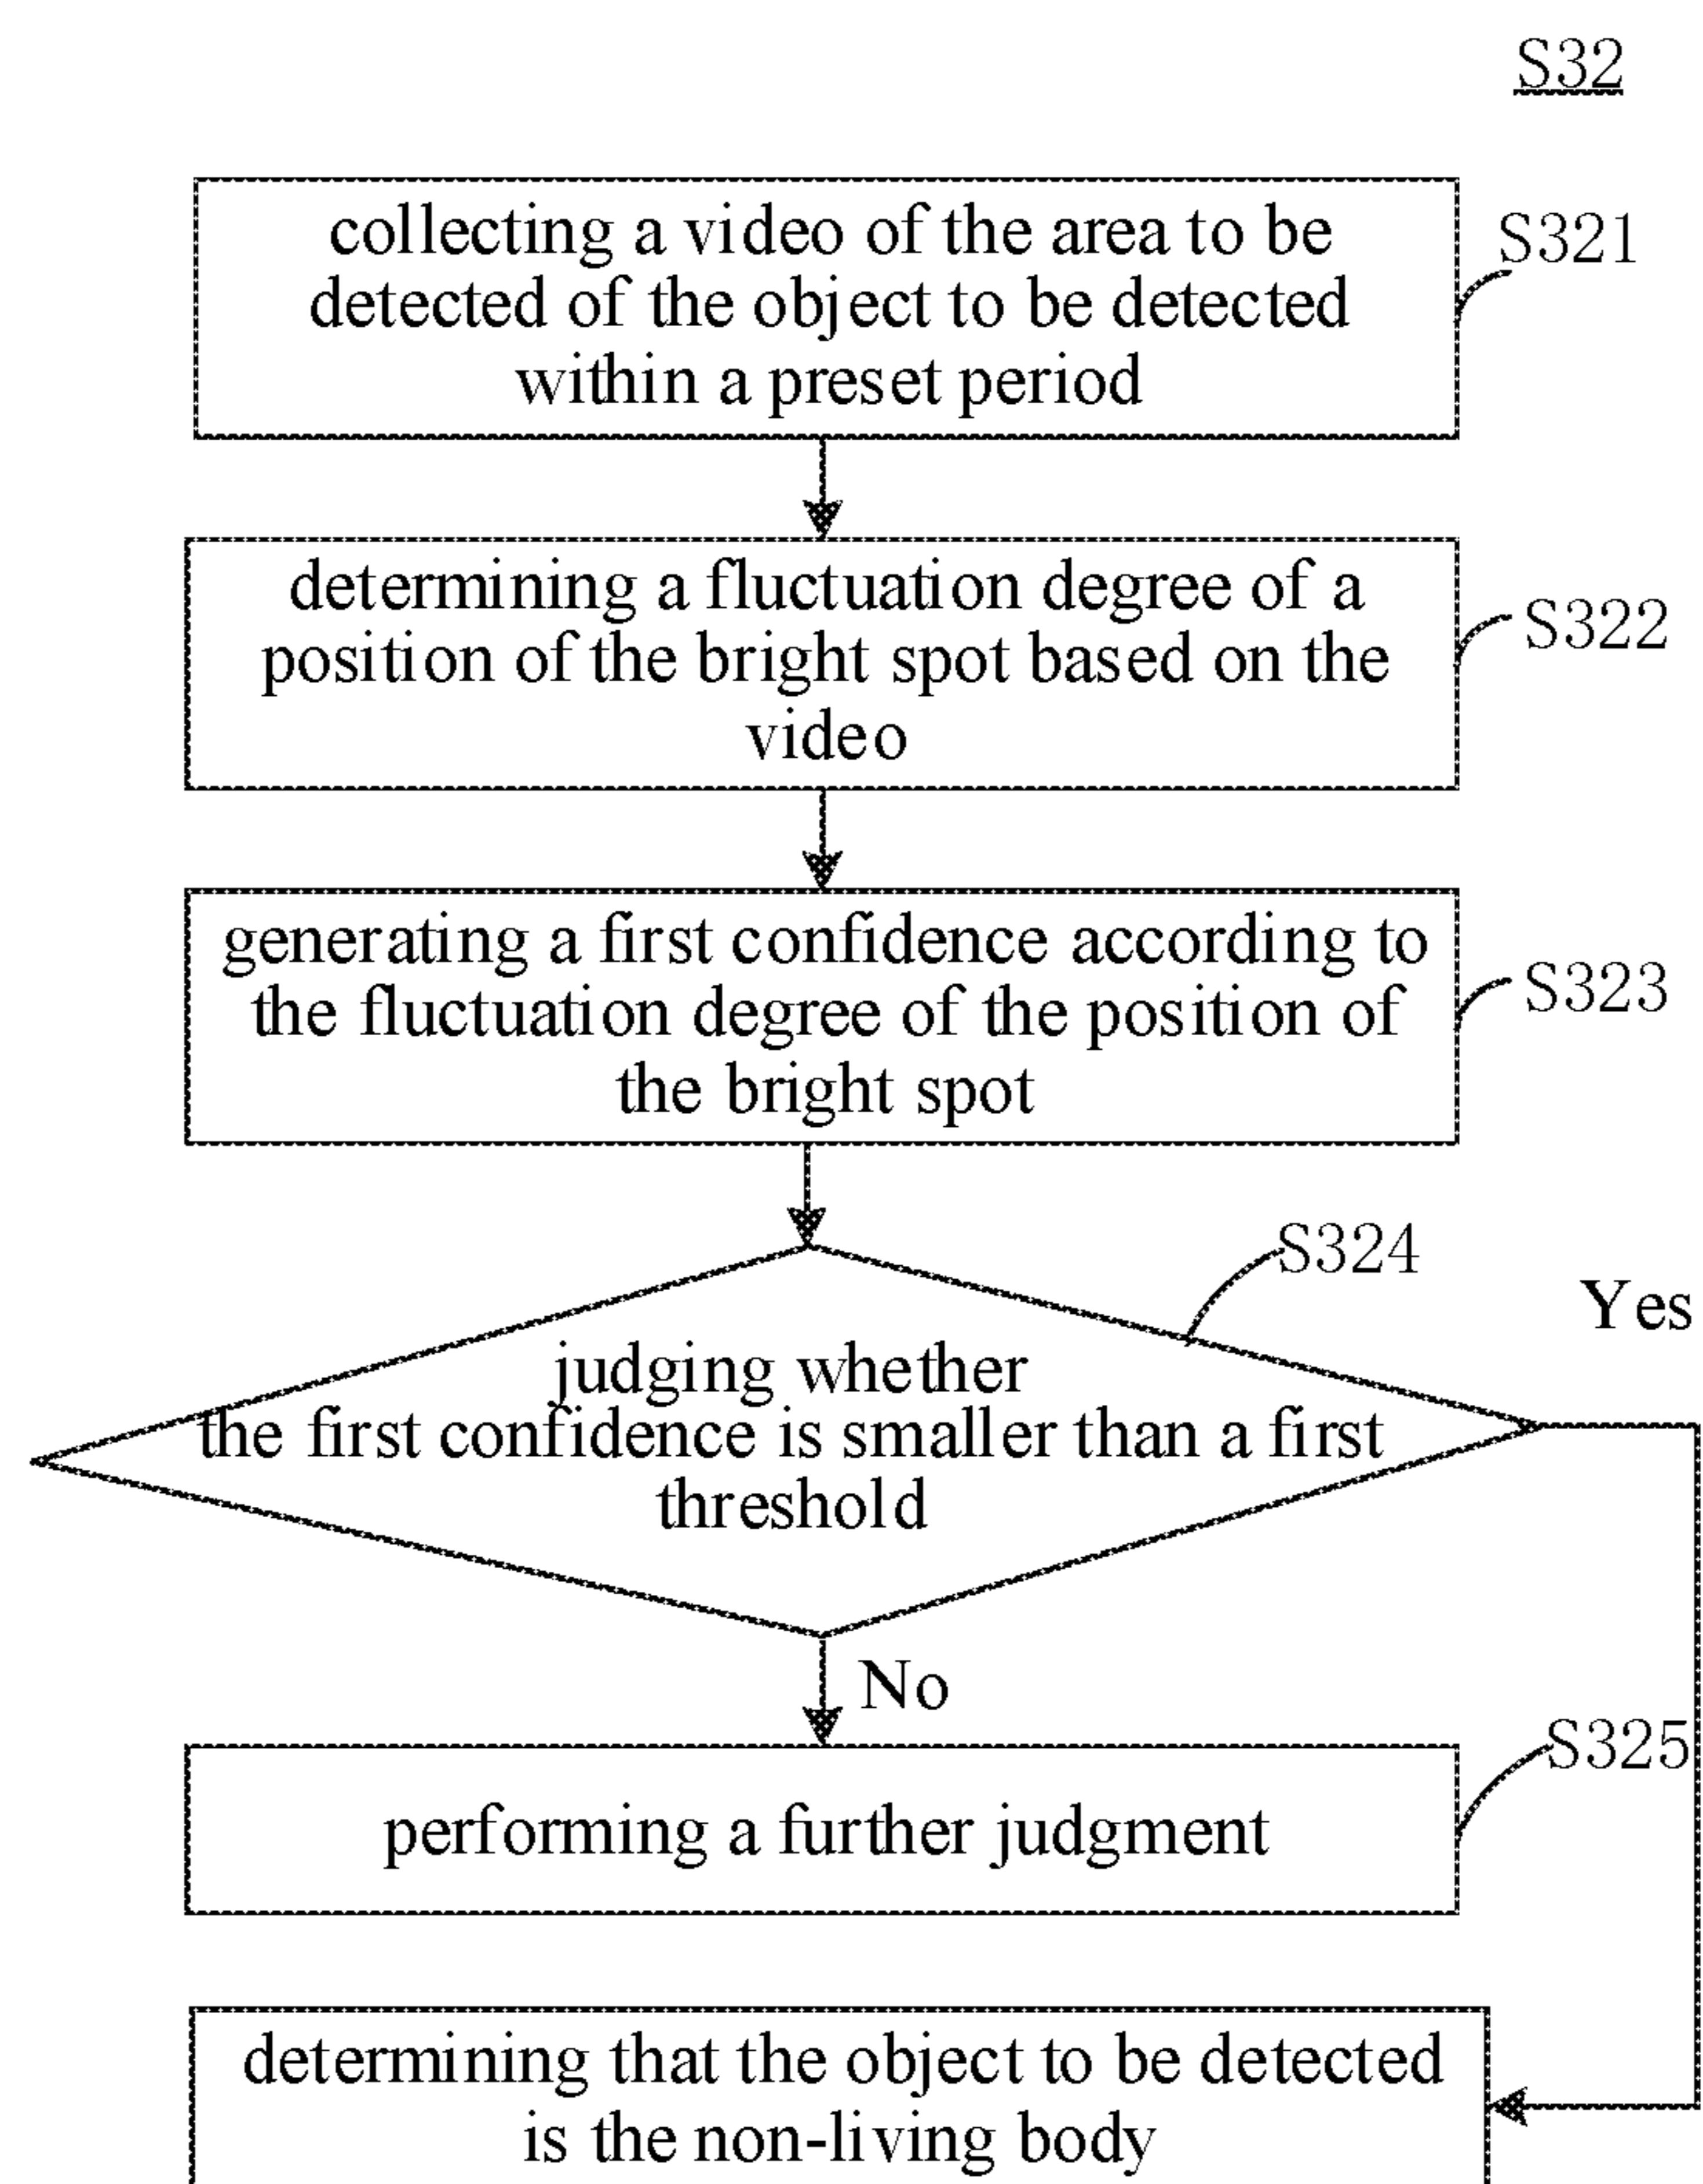 S32
collecting a video of the area to be
detected of the object to be detected
within a preset period
S321
determining a fluctuation degree of a
position of the bright spot based on the
video
S322
generating a first confidence according to
the fluctuation degree of the position of
the bright spot
S323
S324
Yes
judging whether
the first confidence is smaller than a first
threshold
No
S325
performing a further judgment
determining that the object to be detected
is the non-living body